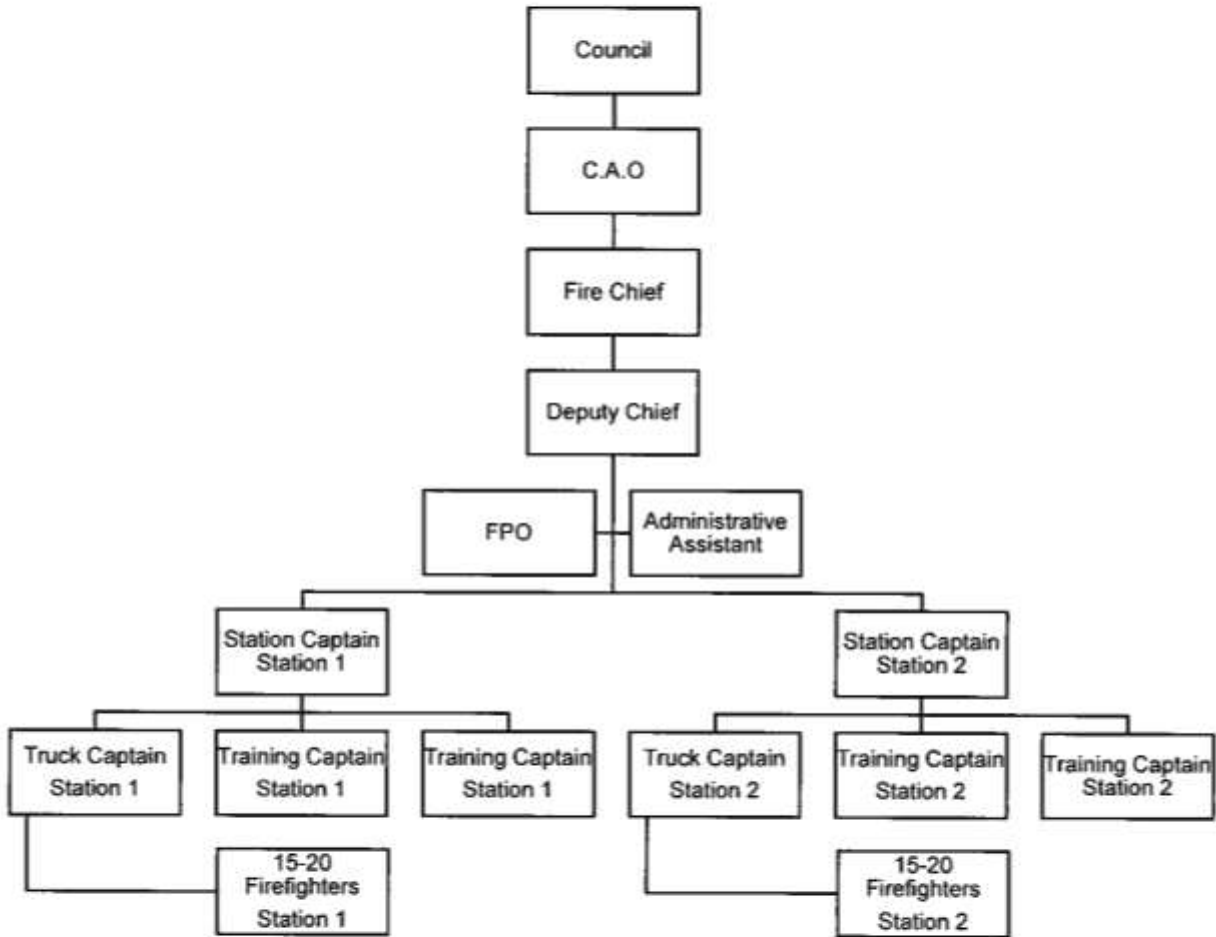 Council
C.A.O
Fire Chief
Deputy Chief
FPO
Administrative
Assistant
Station Captain
Station 1
Station Captain
Station 2
Truck Captain
Station 1
Training Captain
Station 1
Training Captain
Station 1
Truck Captain
Station 2
Training Captain
Station 2
Training Captain
Station 2
15-20
Firefighters
Station 1
15-20
Firefighters
Station 2